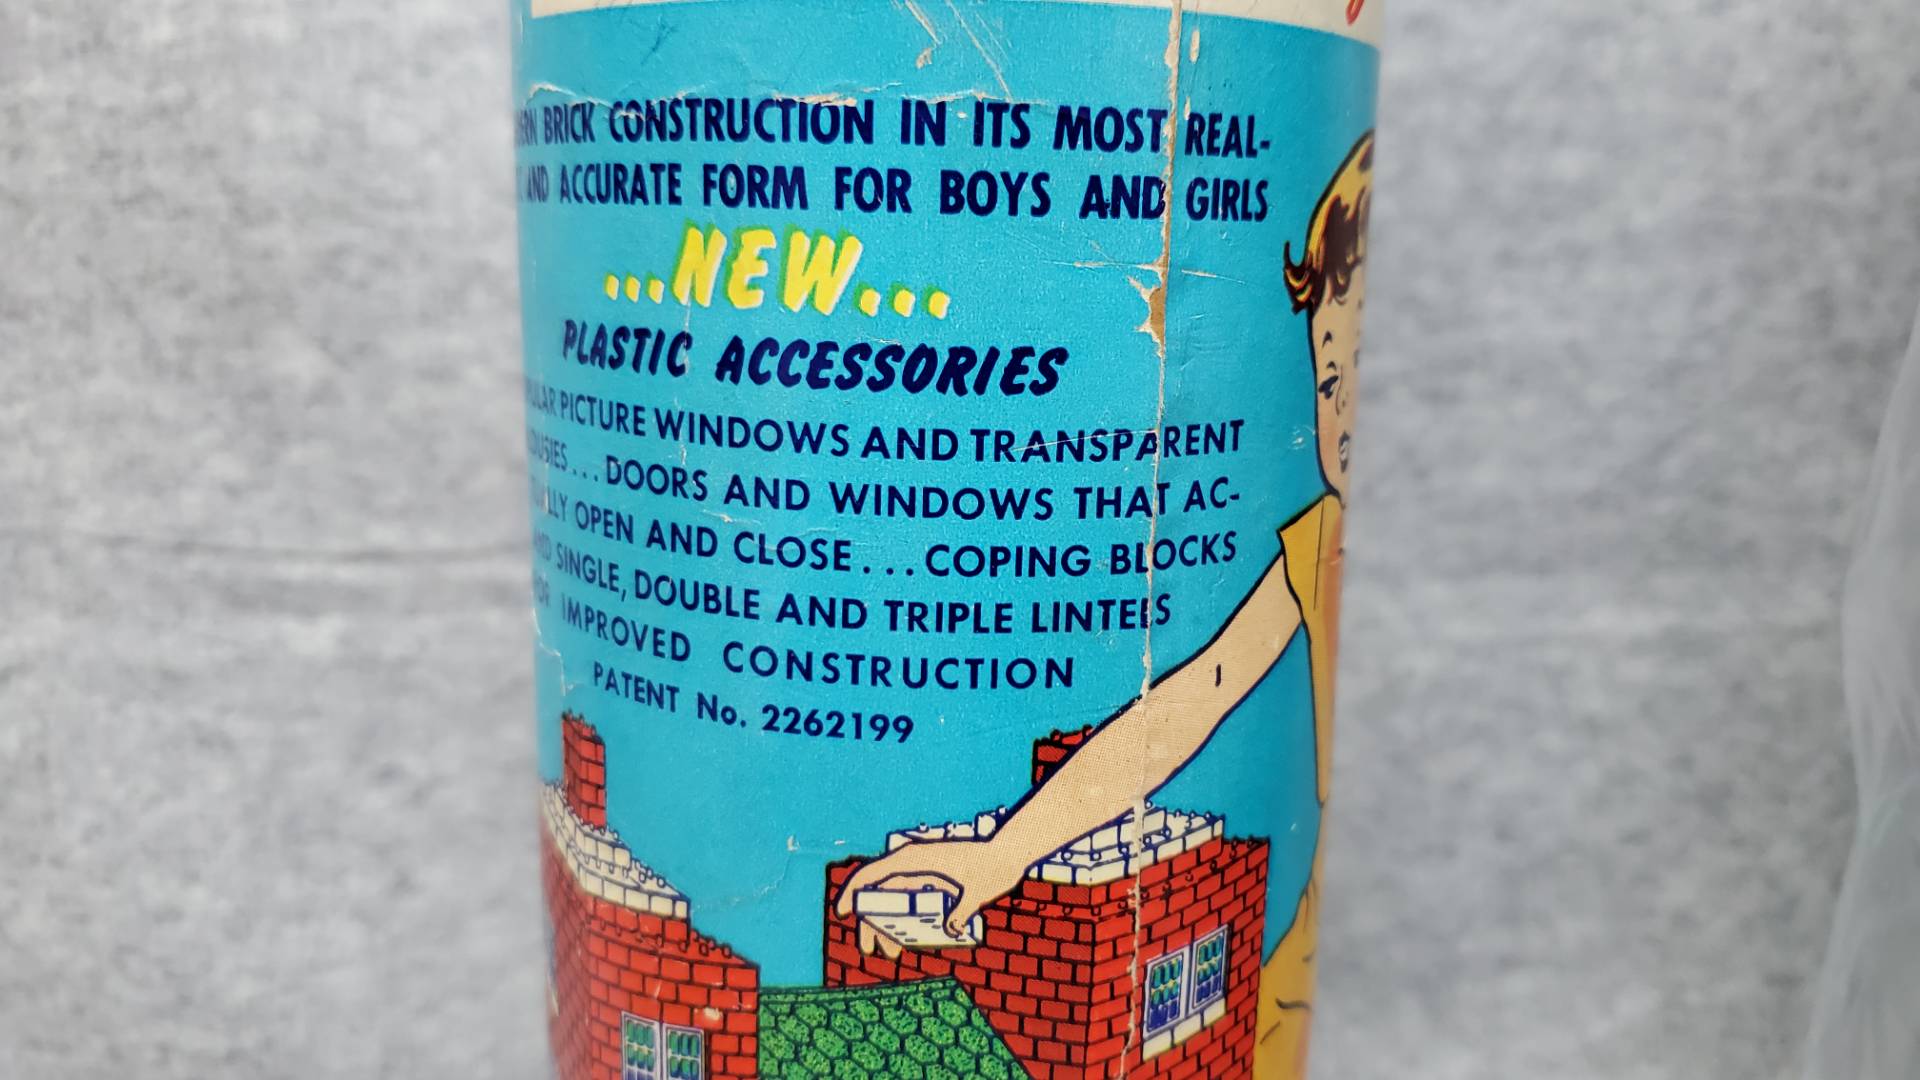 BRICK CONSTRUCTION IN ITS MOST REAL-
AND ACCURATE FORM FOR BOYS AND GIRLS
...NEW...
PLASTIC ACCESSORIES
PICTURE WINDOWS AND TRANSPARENT
...DOORS AND WINDOWS THAT AC-
OPEN AND CLOSE...COPING BLOCKS
SINGLE, DOUBLE AND TRIPLE LINTELS
IMPROVED CONSTRUCTION
PATENT No. 2262199